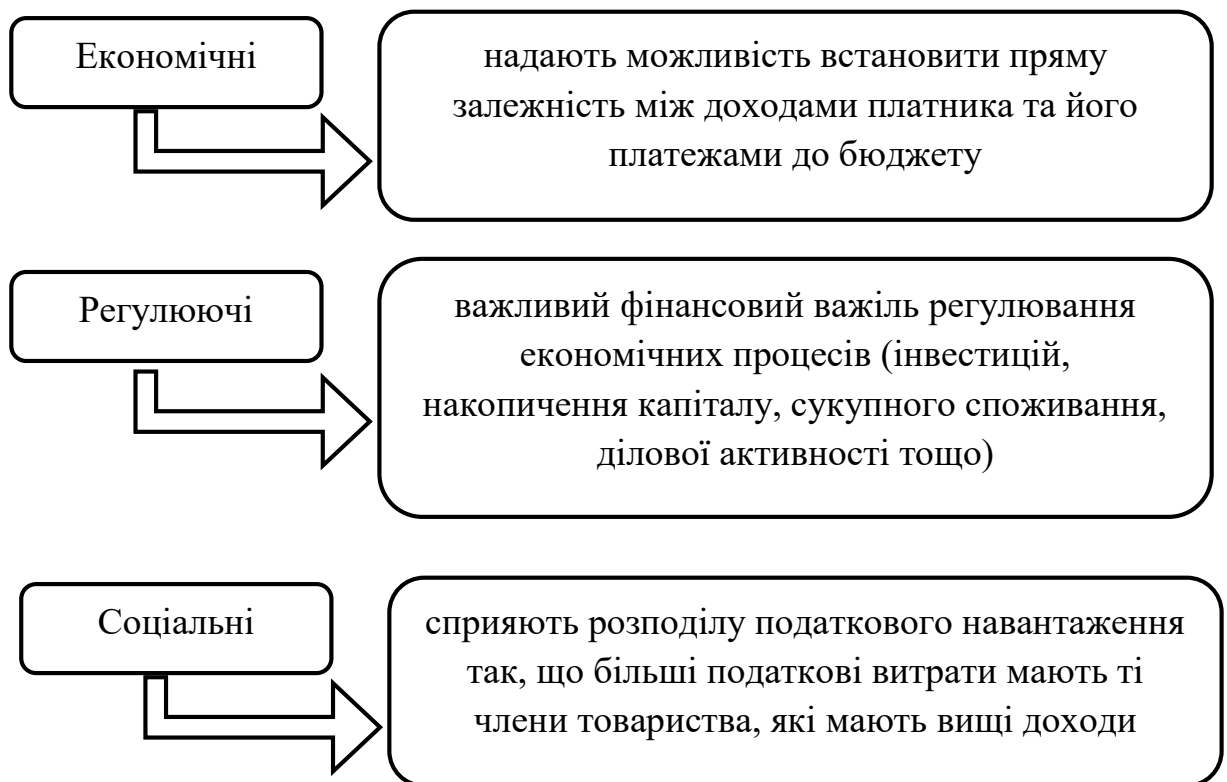 Економічні
надають можливість встановити пряму
залежність між доходами платника та його
платежами до бюджету
Регулюючі
важливий фінансовий важіль регулювання
економічних процесів (інвестицій,
накопичення капіталу, сукупного споживання,
ділової активності тощо)
Соціальні
сприяють розподілу податкового навантаження
так, що більші податкові витрати мають ті
члени товариства, які мають вищі доходи